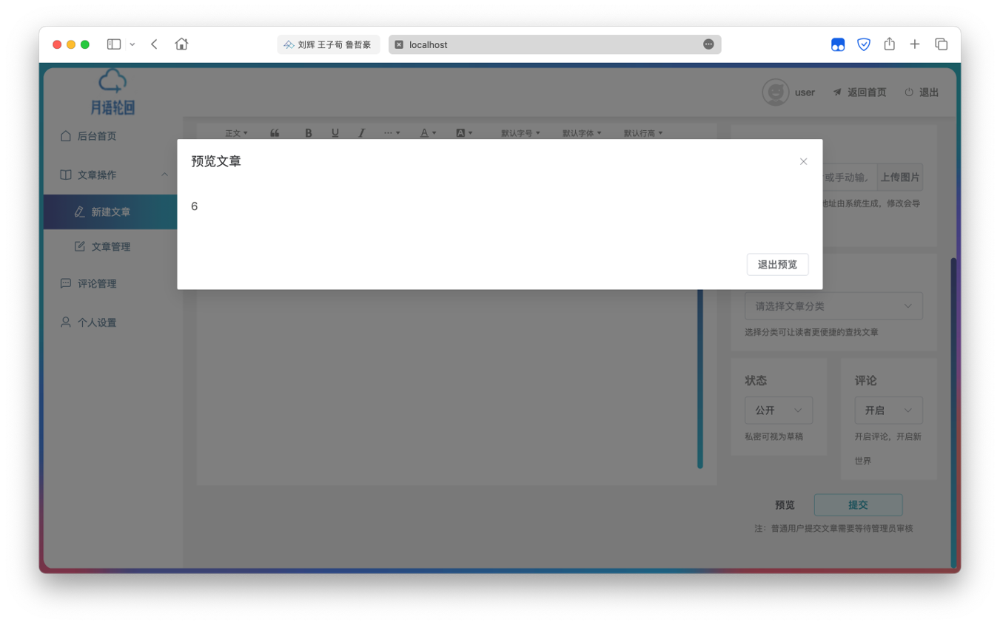 刘辉 王子荀 鲁哲豪
localhost
月语轮回
user
返回首页
退出
后台首页
文章操作
新建文章
文章管理
评论管理
个人设置
正文
B
U
I
A
A
默认字号
默认字体
默认行高
预览文章
6
退出预览
或手动输,
上传图片
地址由系统生成，修改会导
请选择文章分类
选择分类可让读者更便捷的查找文章
状态
公开
私密可视为草稿
评论
开启
开启评论，开启新
世界
预览
提交
注：普通用户提交文章需要等待管理员审核